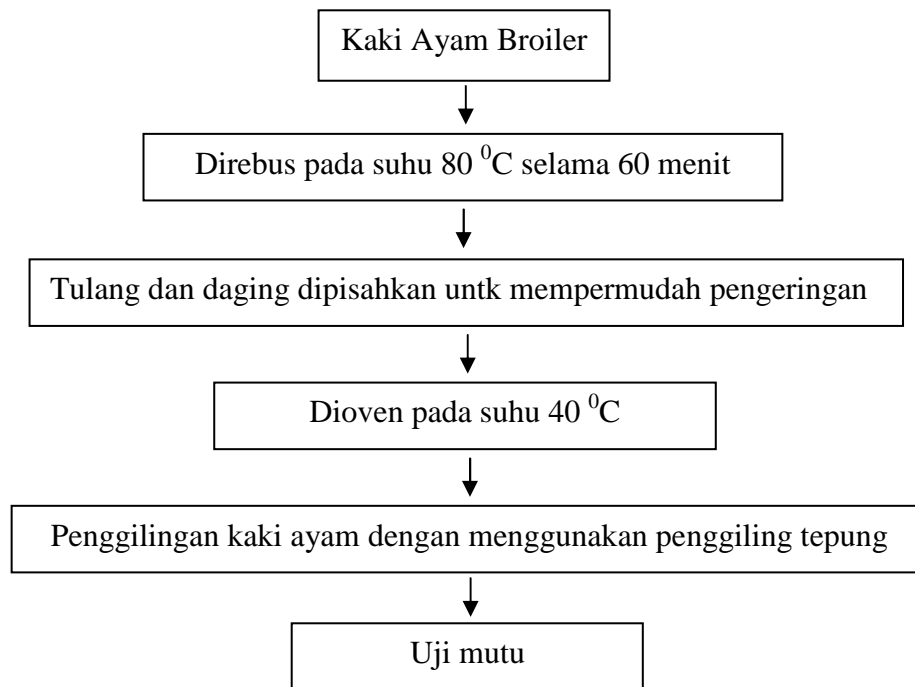 Kaki Ayam Broiler
Direbus pada suhu 80 ⁰C selama 60 menit
Tulang dan daging dipisahkan untk mempermudah pengeringan
Dioven pada suhu 40 ⁰C
Penggilingan kaki ayam dengan menggunakan penggiling tepung
Uji mutu